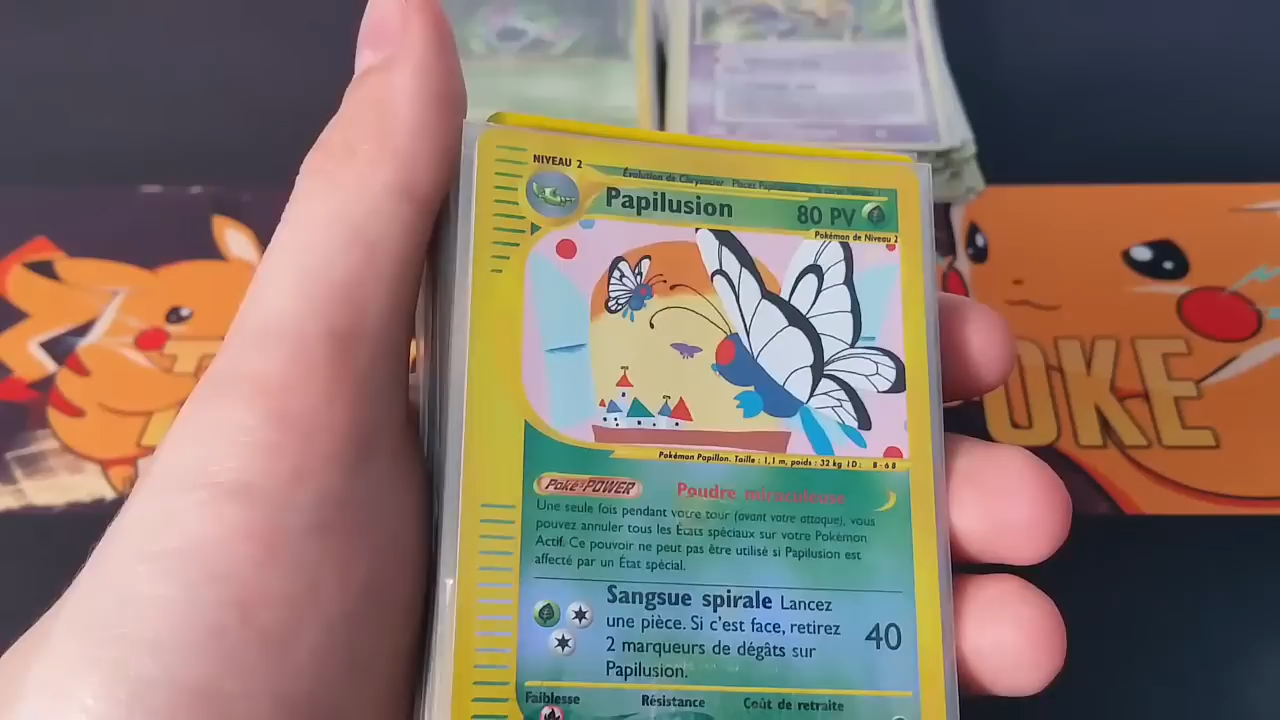 NIVEAU 2
Évolution de Chrysacier
Papilusion 80 PV
Pokémon de Niveau 2
Pokémon Papillon. Taille : 1,1 m, poids : 32 kg ID: B-68
Poké-POWER Poudre miraculeuse
Une seule fois pendant votre tour (avant votre attaque), vous
pouvez annuler tous les États spéciaux sur votre Pokémon
Actif. Ce pouvoir ne peut pas être utilisé si Papilusion est
affecté par un État spécial.
Sangsue spirale Lancez
une pièce. Si c'est face, retirez
2 marqueurs de dégâts sur
Papilusion.
40
Faiblesse Résistance Coût de retraite
OKE